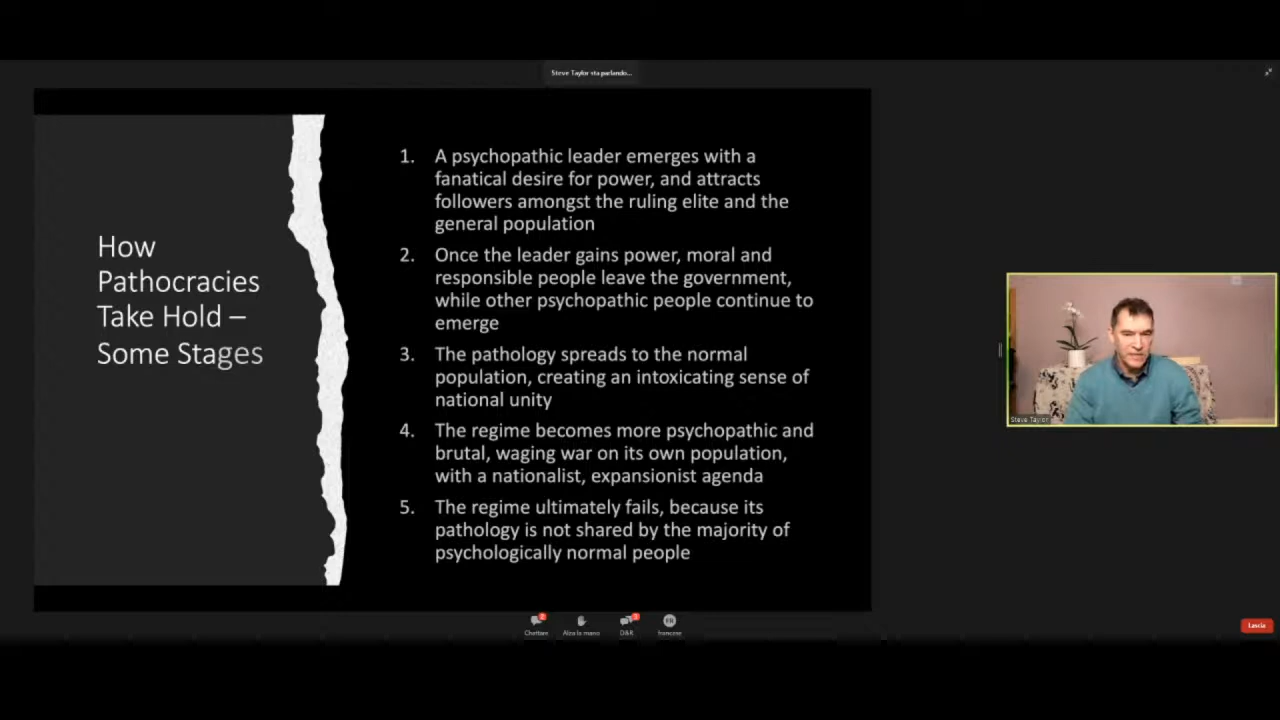 Steve Taylor sta parlando...
How
Pathocracies
Take Hold –
Some Stages
1. A psychopathic leader emerges with a
fanatical desire for power, and attracts
followers amongst the ruling elite and the
general population
2. Once the leader gains power, moral and
responsible people leave the government,
while other psychopathic people continue to
emerge
3. The pathology spreads to the normal
population, creating an intoxicating sense of
national unity
4. The regime becomes more psychopathic and
brutal, waging war on its own population,
with a nationalist, expansionist agenda
5. The regime ultimately fails, because its
pathology is not shared by the majority of
psychologically normal people
Steve Taylor
Chattare
Alza la mano
D&R
francese
Lascia